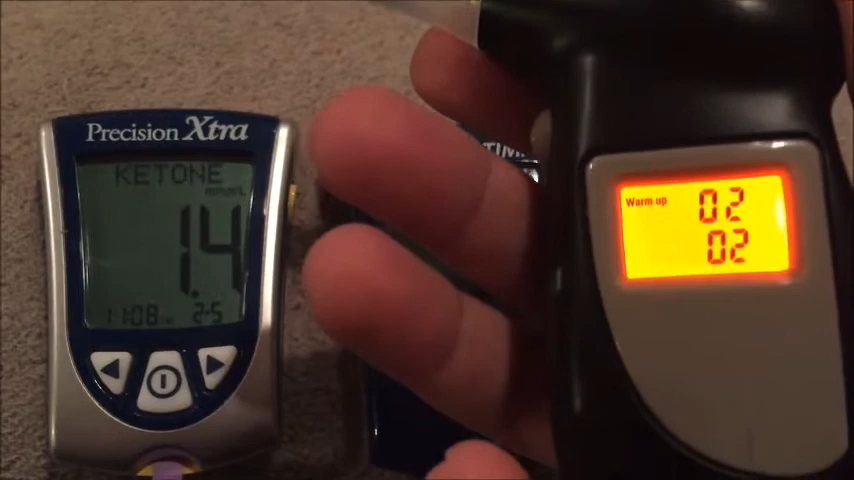 Precision Xtra
KETONE
mmol/L
1.4
11:08 2-5
Warm up 02
02